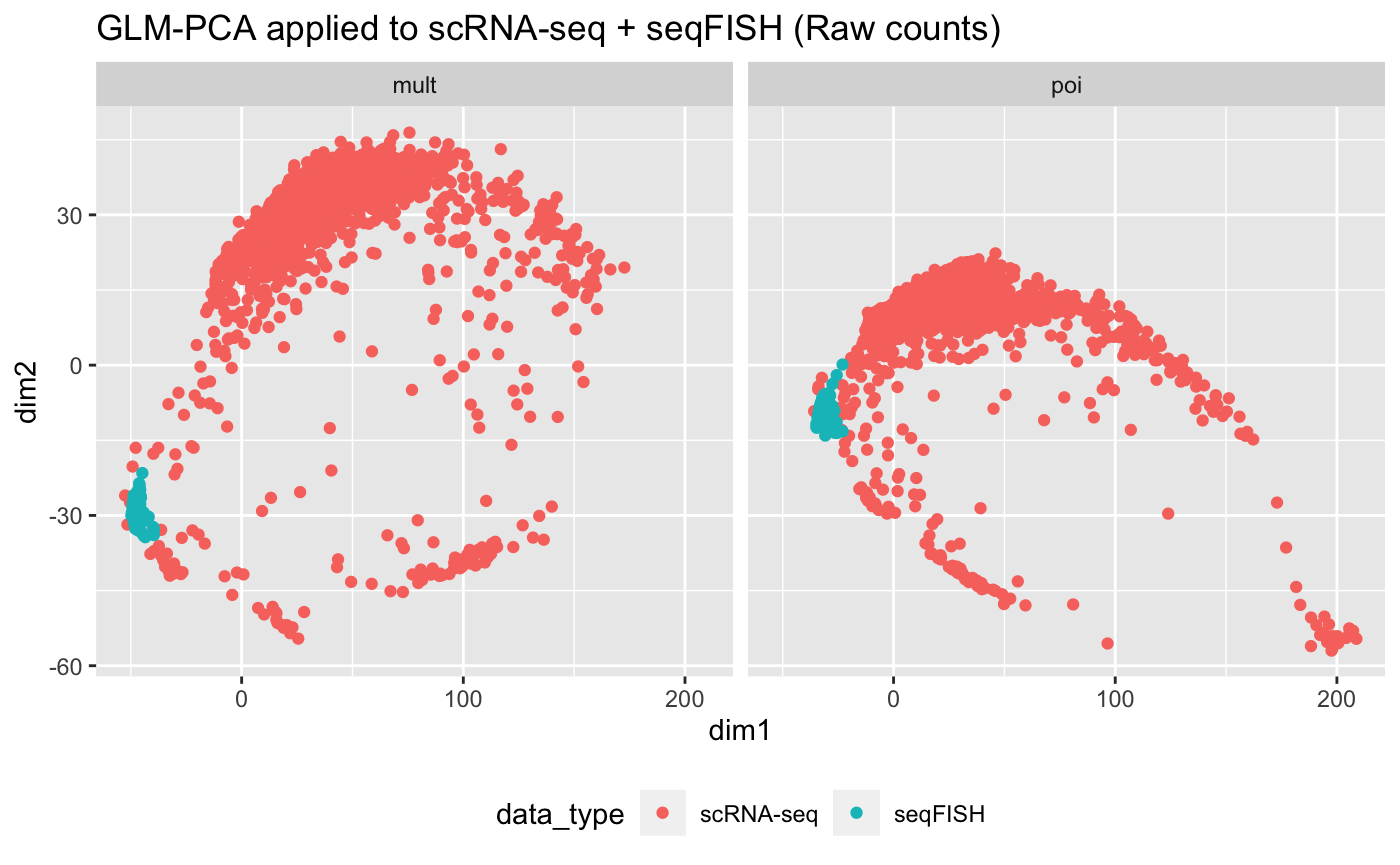 GLM-PCA applied to scRNA-seq + seqFISH (Raw counts)
mult
poi
dim2
30
0
-30
-60
0
100
200
0
100
200
dim1
data_type
scRNA-seq
seqFISH